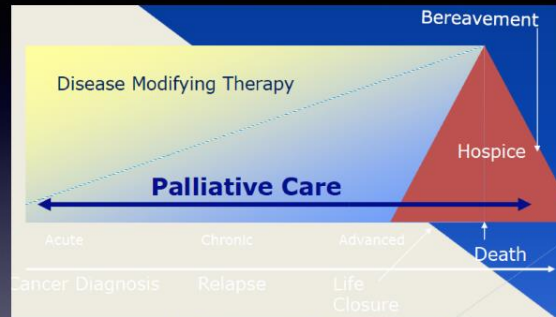 Bereavement
Disease Modifying Therapy
Hospice
Palliative Care
Acute Chronic Advanced
Death
Cancer Diagnosis Relapse Life
Closure